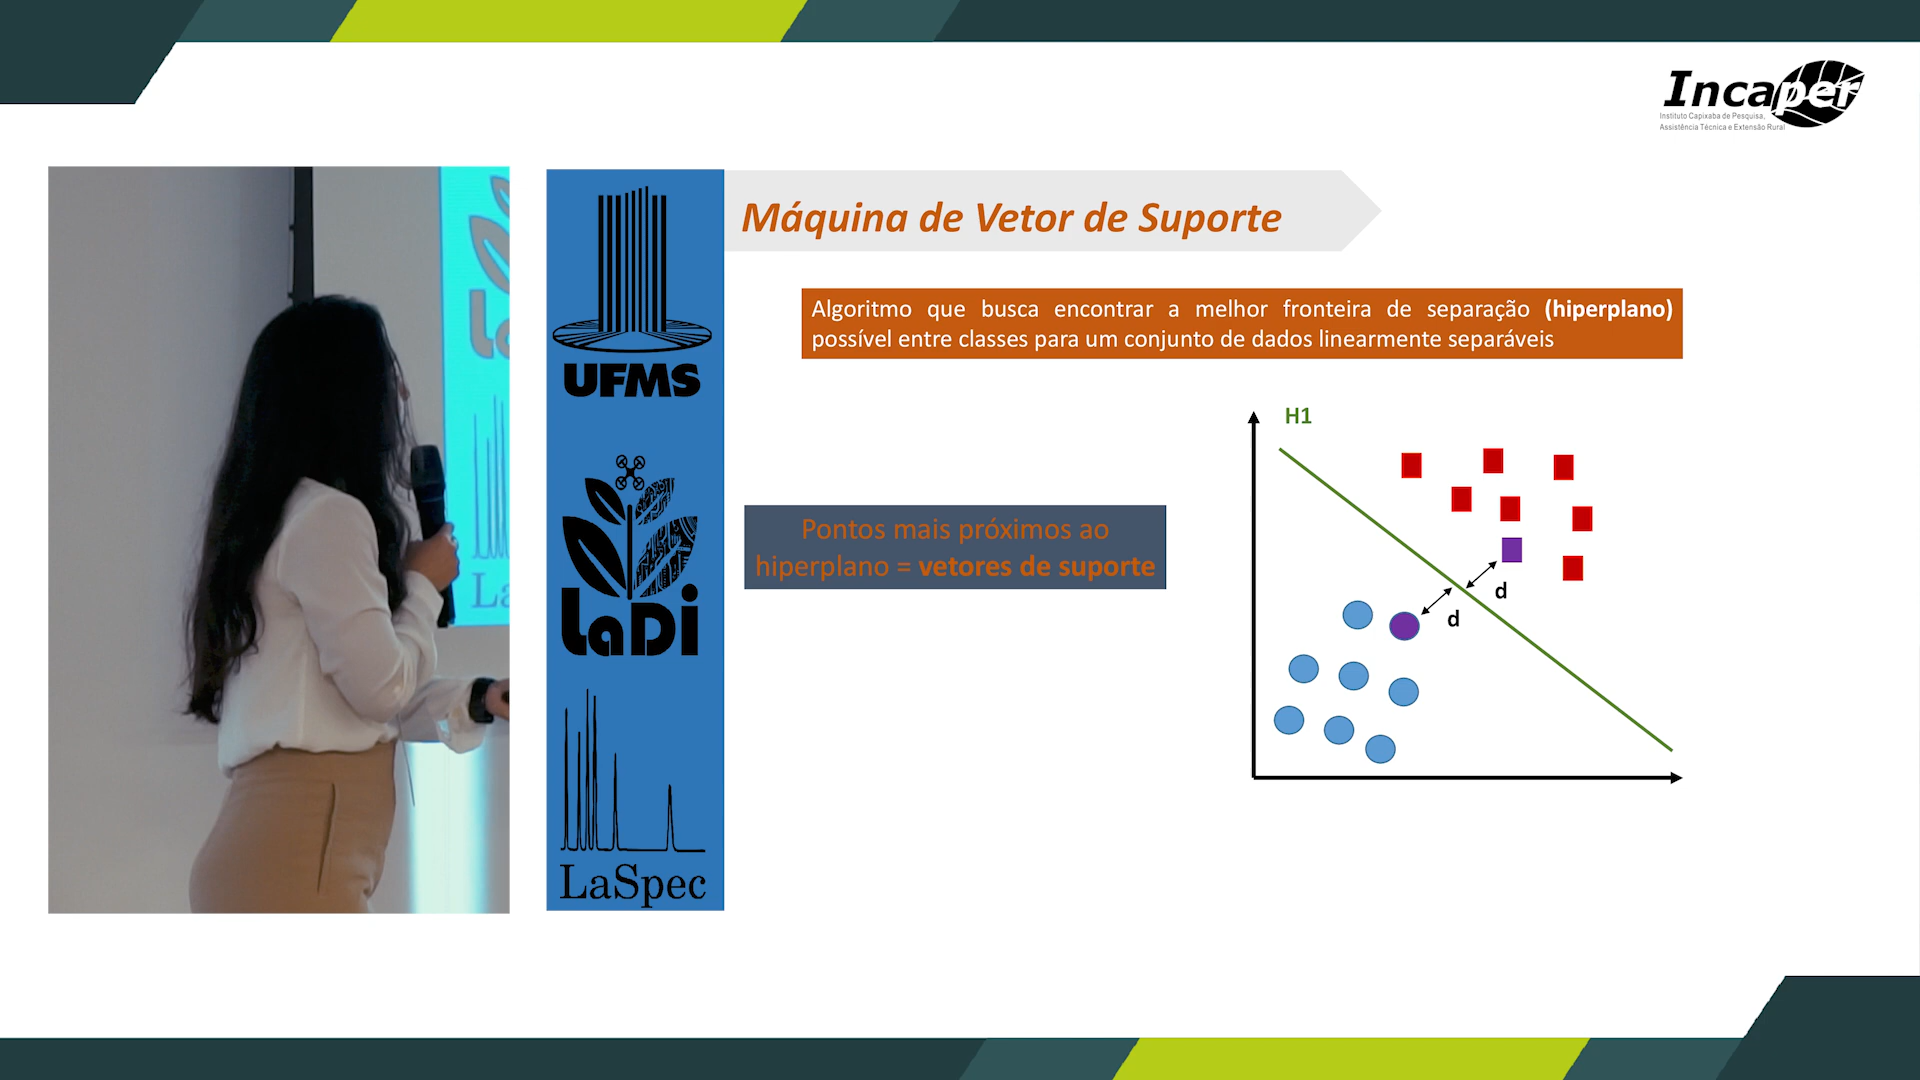 Incaper
Instituto Capixaba de Pesquisa,
Assistência Técnica e Extensão Rural
Máquina de Vetor de Suporte
Algoritmo que busca encontrar a melhor fronteira de separação (hiperplano)
possível entre classes para um conjunto de dados linearmente separáveis
UFMS
H1
Pontos mais próximos ao
hiperplano = vetores de suporte
d
d
LaDi
LaSpec
La
La